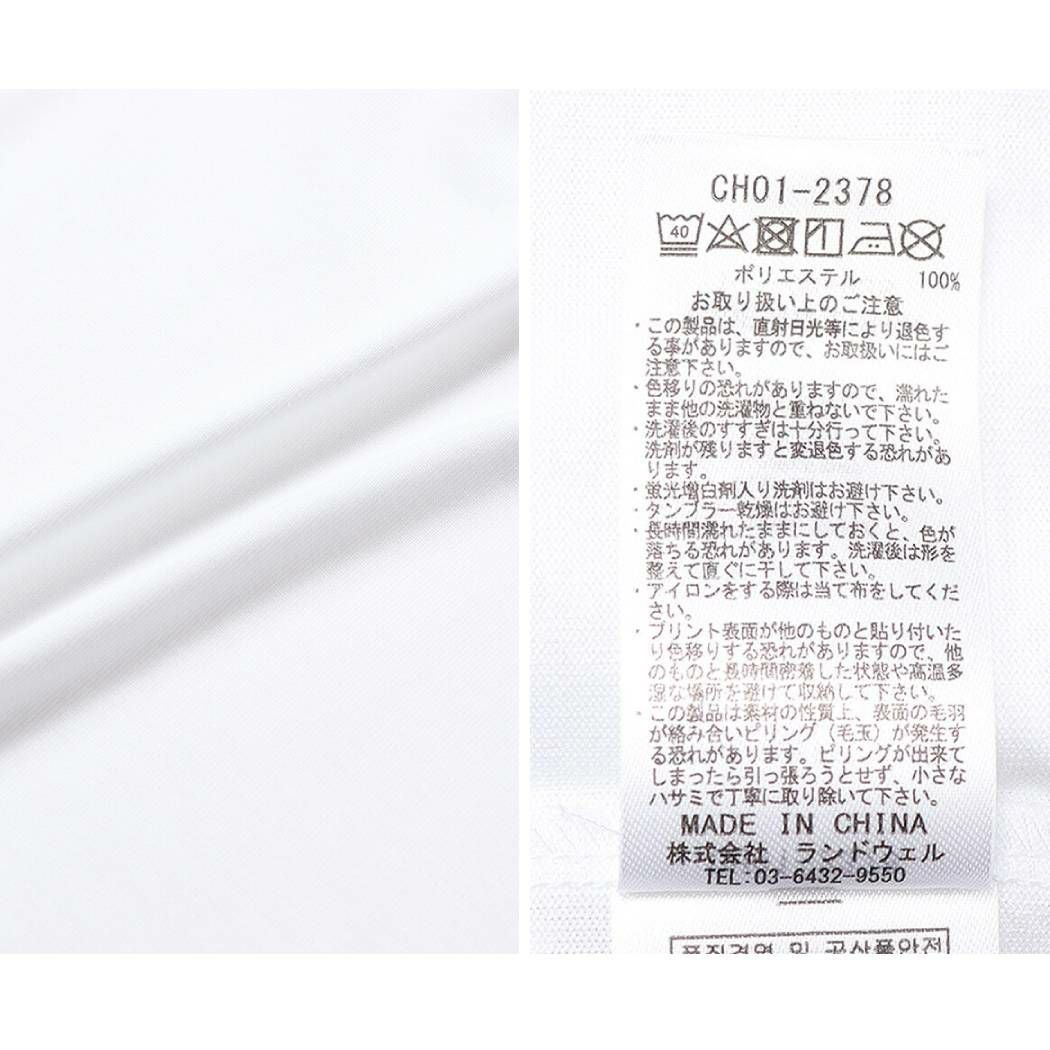 CH01-2378
40
ポリエステル 100%
お取り扱い上のご注意
・この製品は、直射日光等により退色す
る事がありますので、お取扱いにはご
注意下さい。
・色移りの恐れがありますので、濡れた
まま他の洗濯物と重ねないで下さい。
・洗濯後のすすぎは十分行って下さい。
洗剤が残りますと変退色する恐れがあ
ります。
・蛍光増白剤入り洗剤はお避け下さい。
・タンブラー乾燥はお避け下さい。
・長時間濡れたままにしておくと、色が
落ちる恐れがあります。洗濯後は形を
整えて直ぐに干して下さい。
・アイロンをする際は当て布をしてくだ
さい。
・プリント表面が他のものと貼り付いた
り色移りする恐れがありますので、他
のものと長時間密着した状態や高温多
湿な場所を避けて収納して下さい。
・この製品は素材の性質上、表面の毛羽
が絡み合いピリング（毛玉）が発生す
る恐れがあります。ピリングが出来て
しまったら引っ張ろうとせず、小さな
ハサミで丁寧に取り除いて下さい。
MADE IN CHINA
株式会社 ランドウェル
TEL:03-6432-9550
품질경영 및 공산품안전